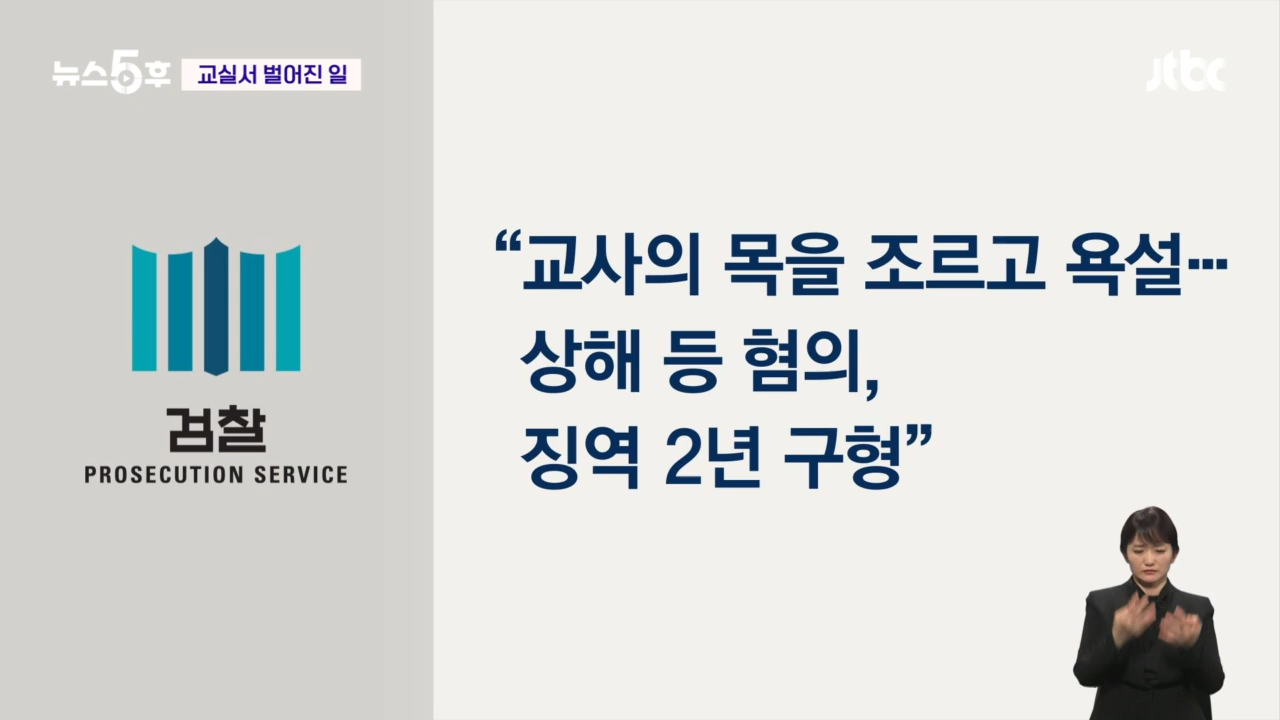 뉴스5후 교실서 벌어진 일
jtbc
“교사의 목을 조르고 욕설…
상해 등 혐의,
징역 2년 구형”
검찰
PROSECUTION SERVICE